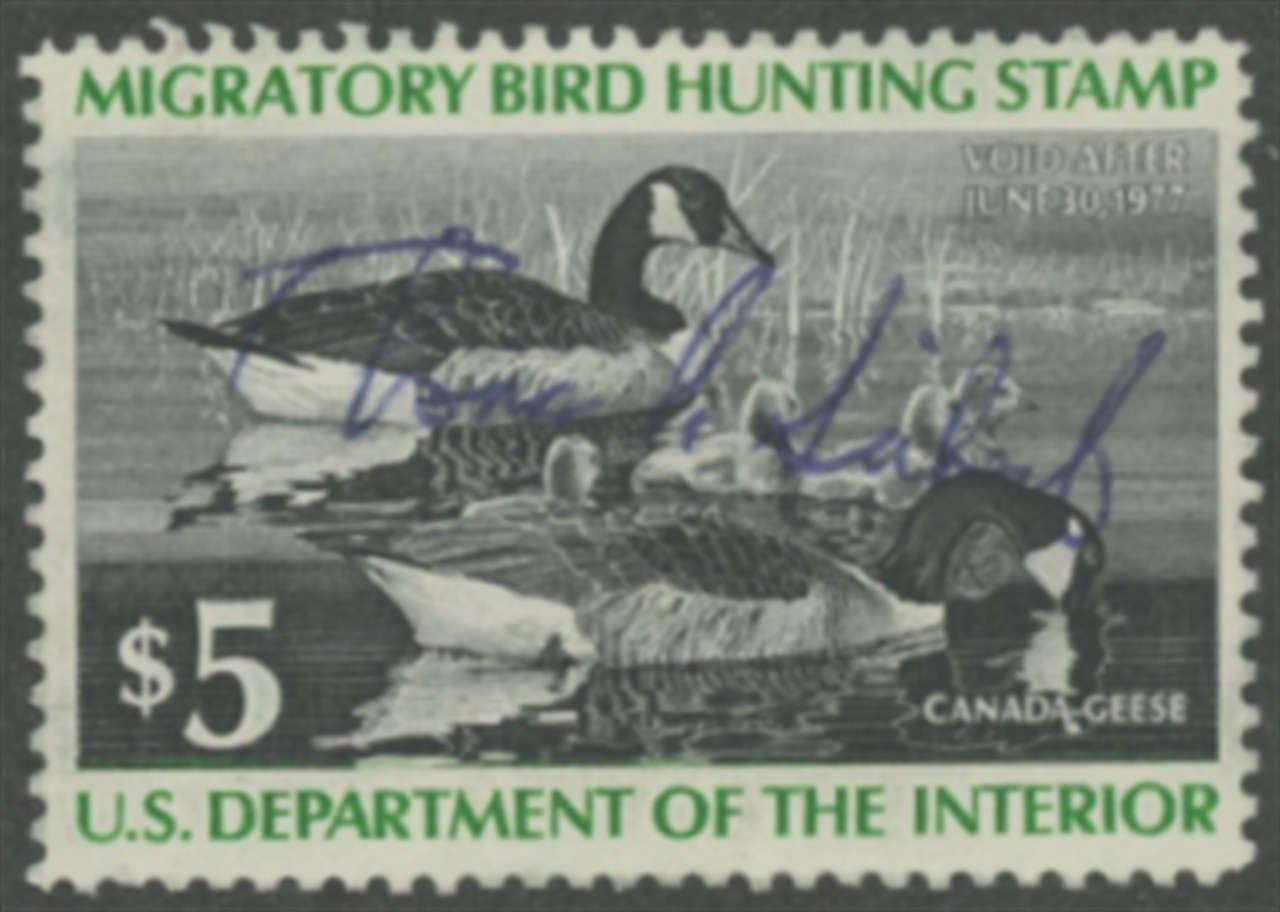 MIGRATORY BIRD HUNTING STAMP
VOID AFTER
JUNE 30, 1977
$5
CANADA GEESE
U.S. DEPARTMENT OF THE INTERIOR